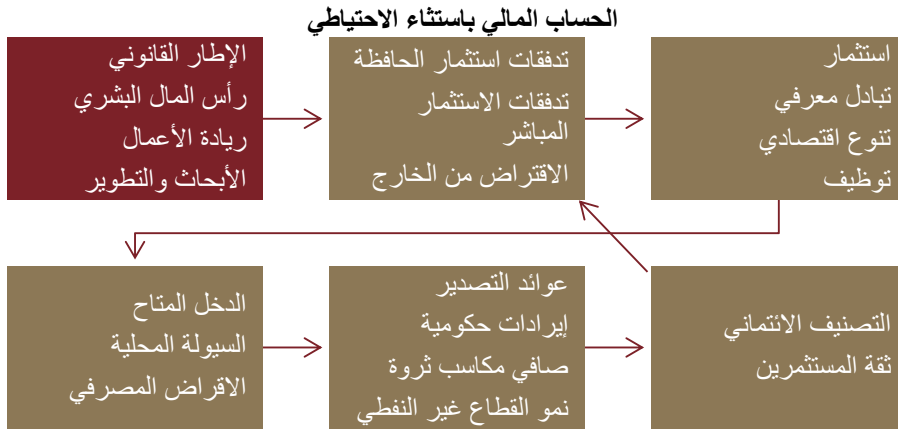 الحساب المالي باستثناء الاحتياطي
الإطار القانوني
رأس المال البشري
ريادة الأعمال
الأبحاث والتطوير
تدفقات استثمار الحافظة
تدفقات الاستثمار
المباشر
الاقتراض من الخارج
استثمار
تبادل معرفي
تنوع اقتصادي
توظيف
الدخل المتاح
السيولة المحلية
الاقراض المصرفي
عوائد التصدير
إيرادات حكومية
صافي مكاسب ثروة
نمو القطاع غير النفطي
التصنيف الائتماني
ثقة المستثمرين